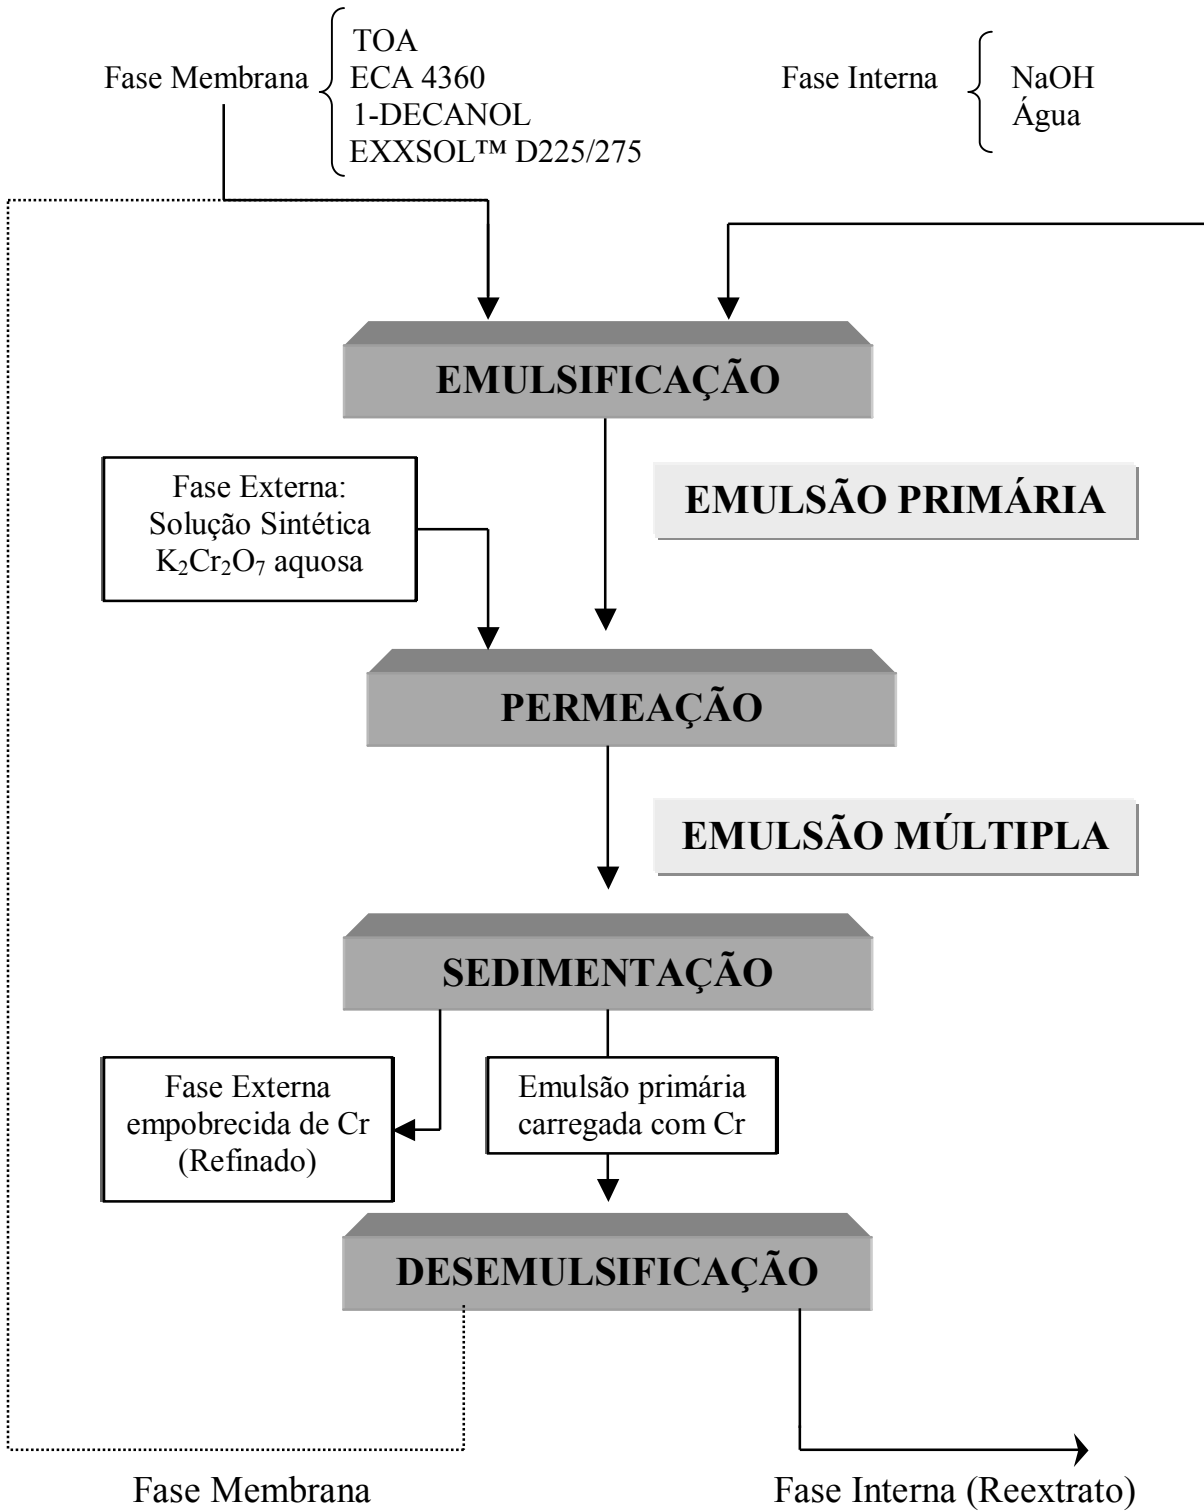 TOA
Fase Membrana
ECA 4360
1-DECANOL
EXXSOL™ D225/275
Fase Interna
NaOH
Água
EMULSIFICAÇÃO
Fase Externa:
Solução Sintética
K₂Cr₂O₇ aquosa
EMULSÃO PRIMÁRIA
PERMEAÇÃO
EMULSÃO MÚLTIPLA
SEDIMENTAÇÃO
Fase Externa
empobrecida de Cr
(Refinado)
Emulsão primária
carregada com Cr
DESEMULSIFICAÇÃO
Fase Membrana
Fase Interna (Reextrato)